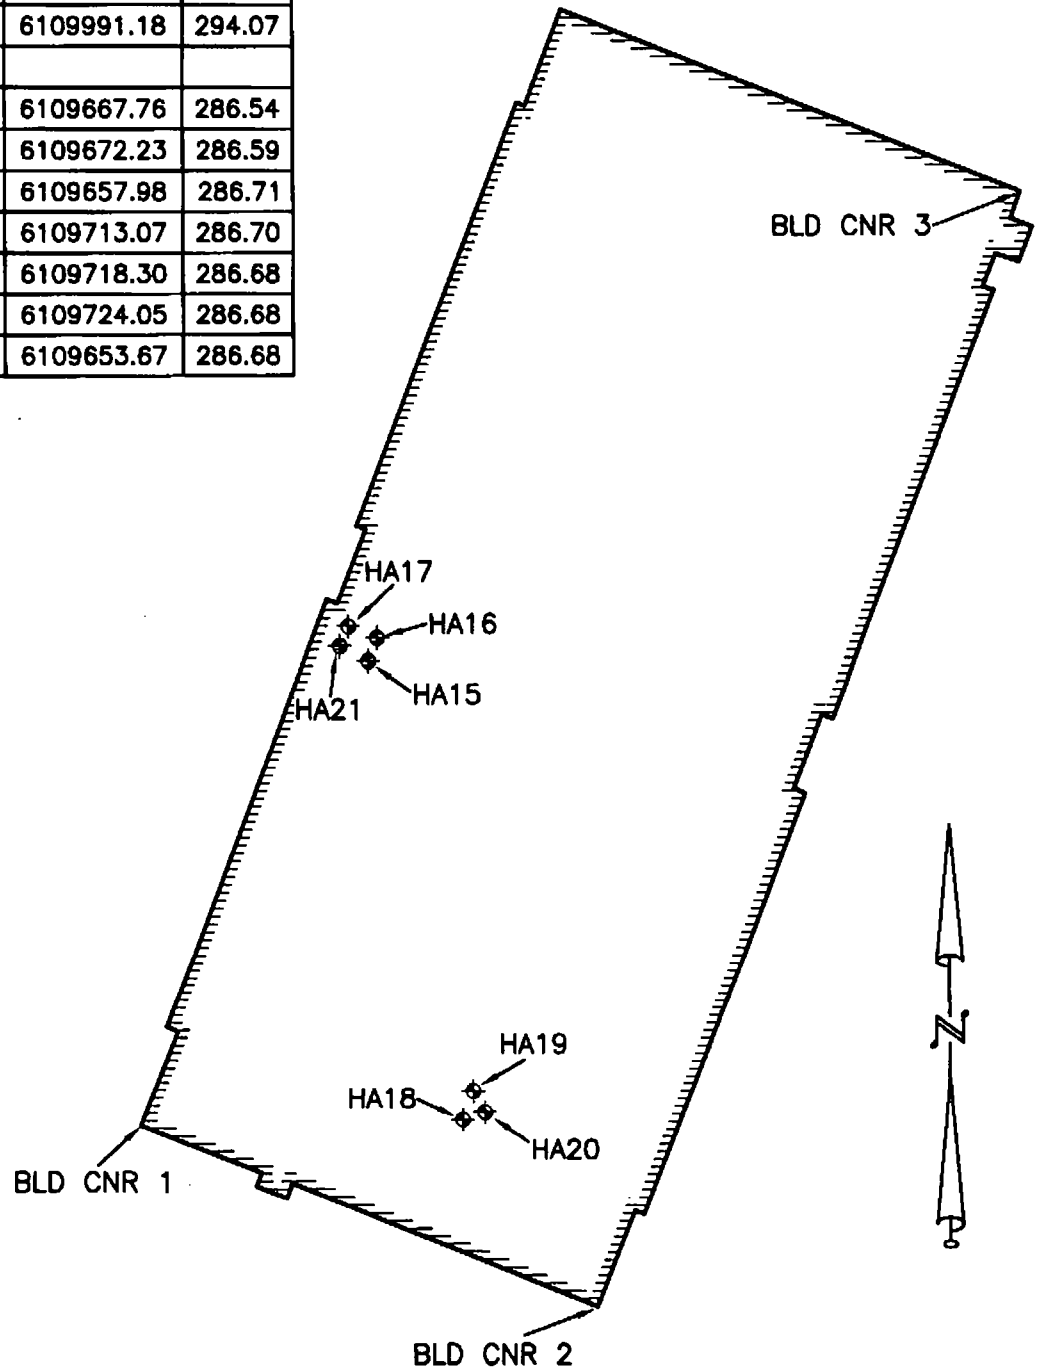 6109991.18 294.07
6109667.76 286.54
6109672.23 286.59
6109657.98 286.71
6109713.07 286.70
6109718.30 286.68
6109724.05 286.68
6109653.67 286.68
BLD CNR 3
HA17
HA16
HA15
HA21
HA19
HA18
HA20
BLD CNR 1
BLD CNR 2
N